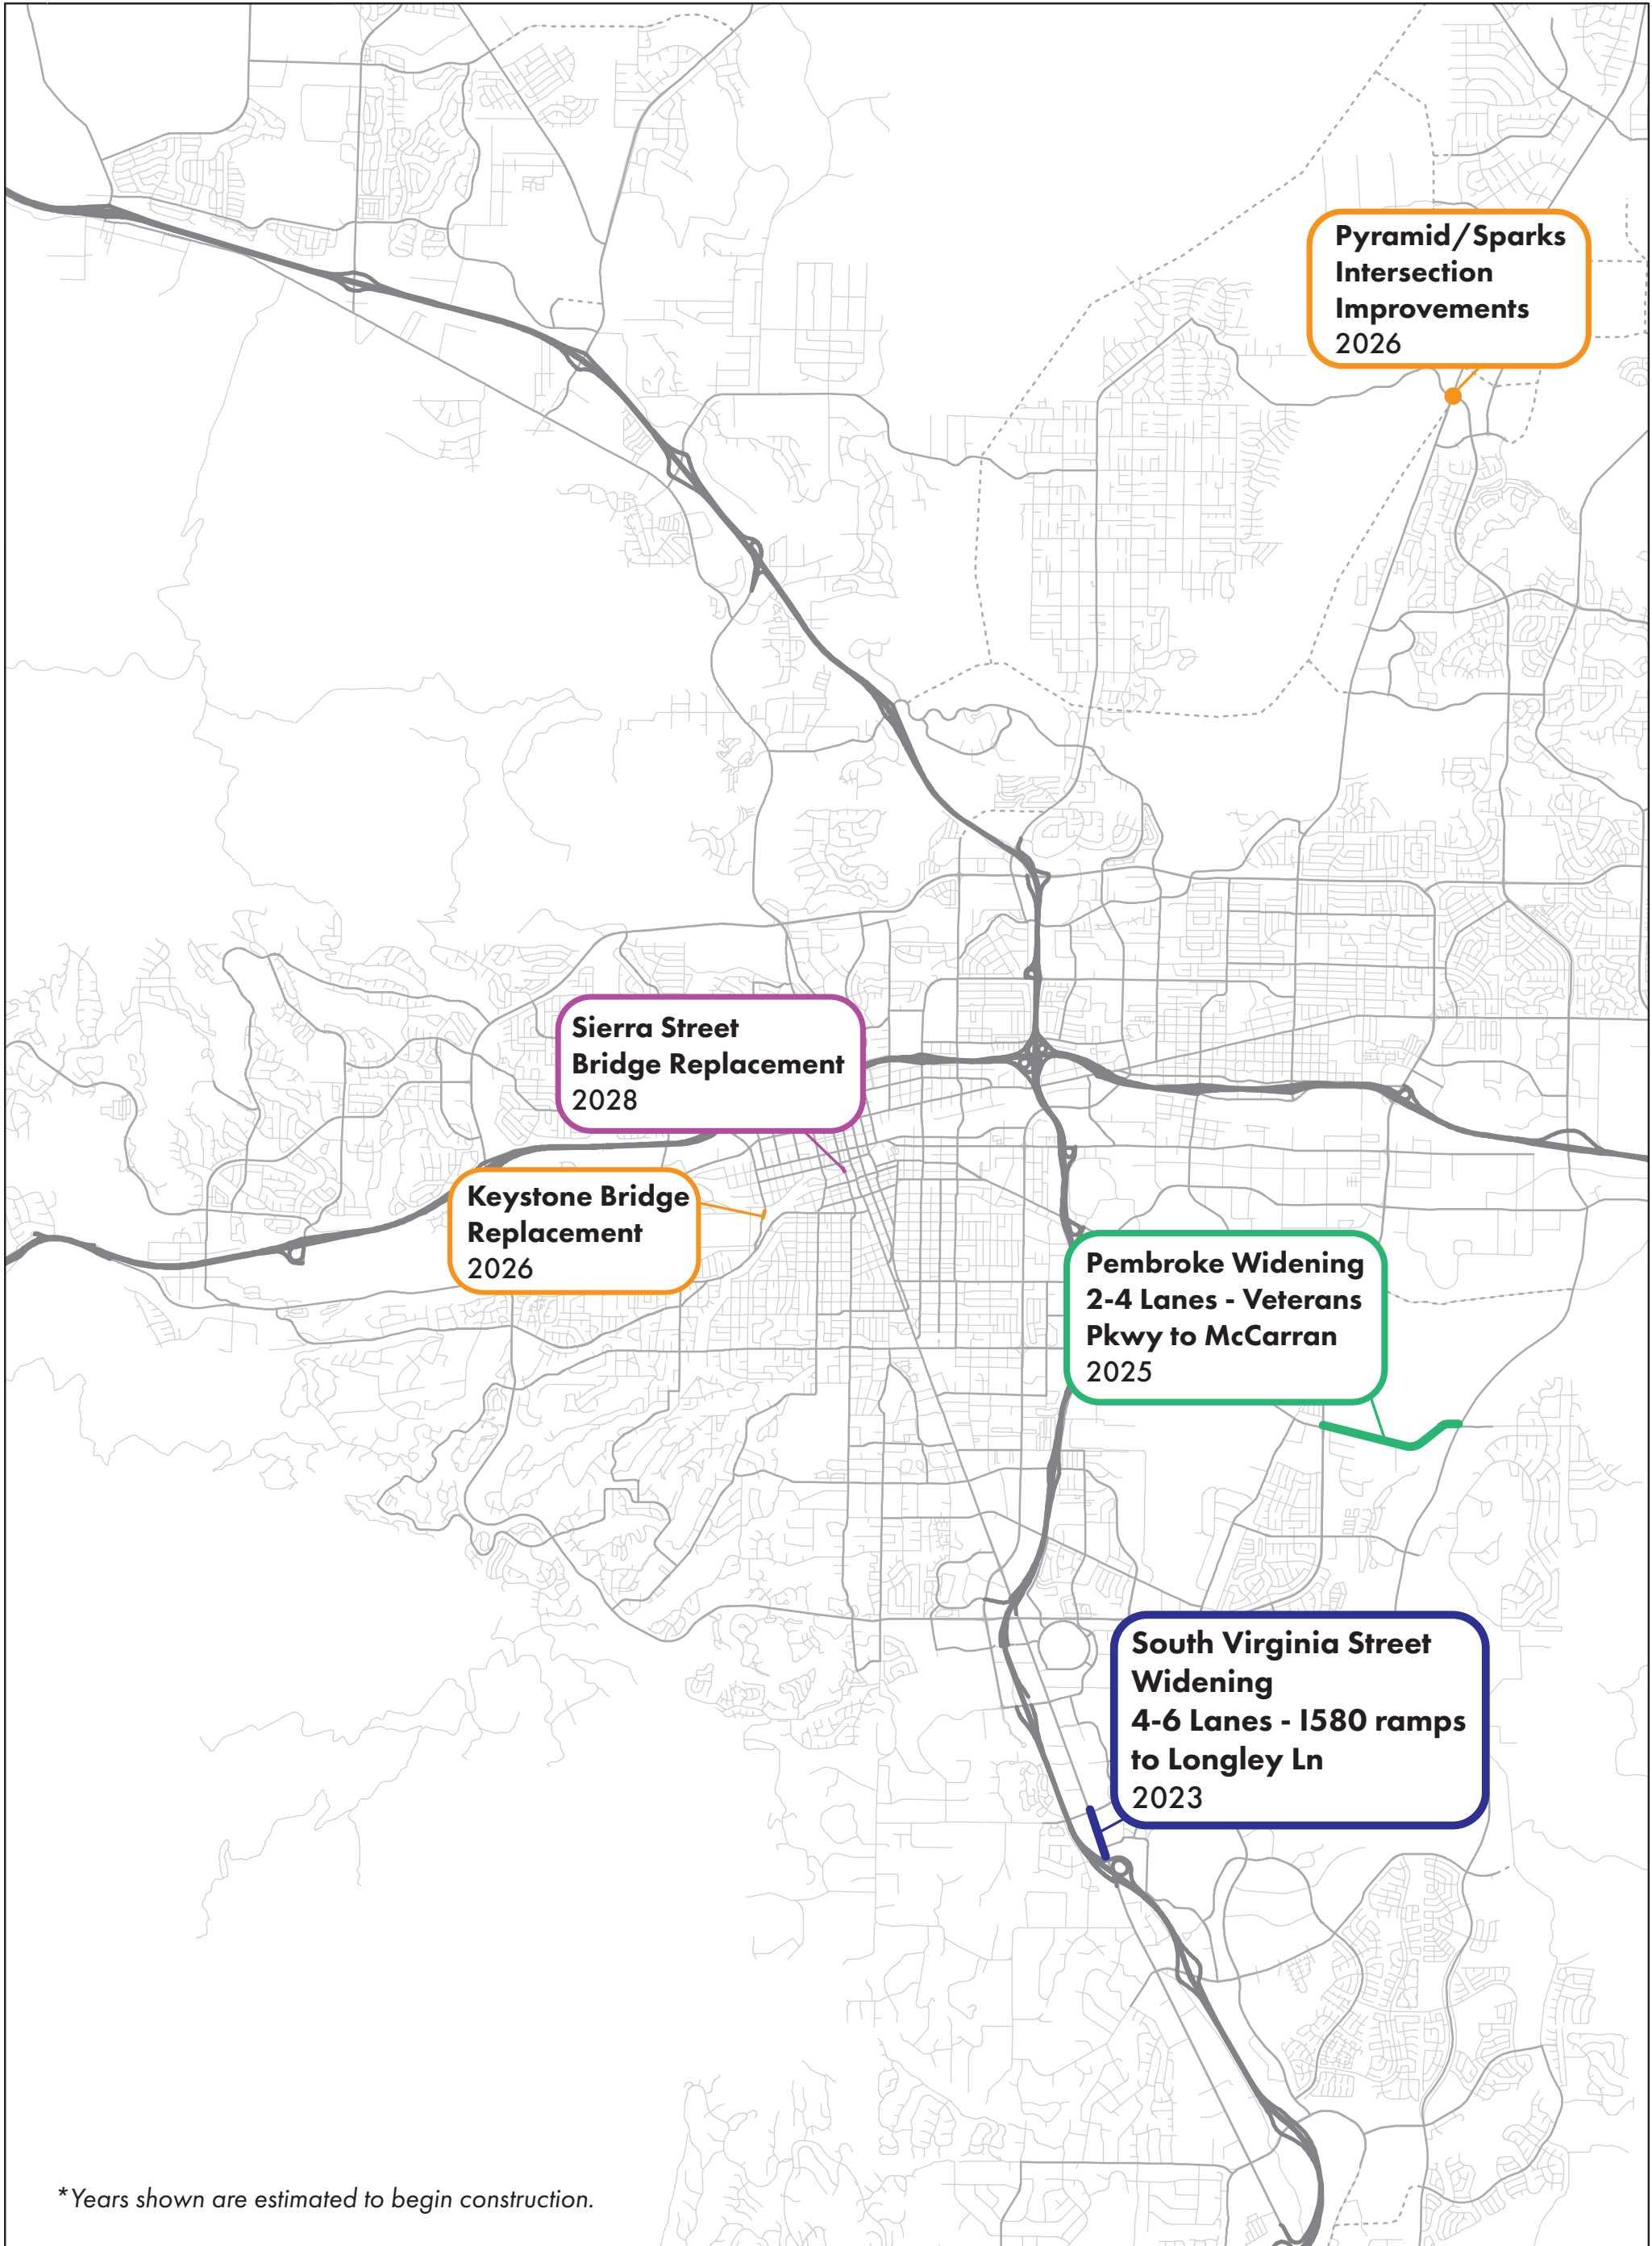 Pyramid/Sparks
Intersection
Improvements
2026
Sierra Street
Bridge Replacement
2028
Keystone Bridge
Replacement
2026
Pembroke Widening
2-4 Lanes - Veterans
Pkwy to McCarran
2025
South Virginia Street
Widening
4-6 Lanes - I580 ramps
to Longley Ln
2023
*Years shown are estimated to begin construction.